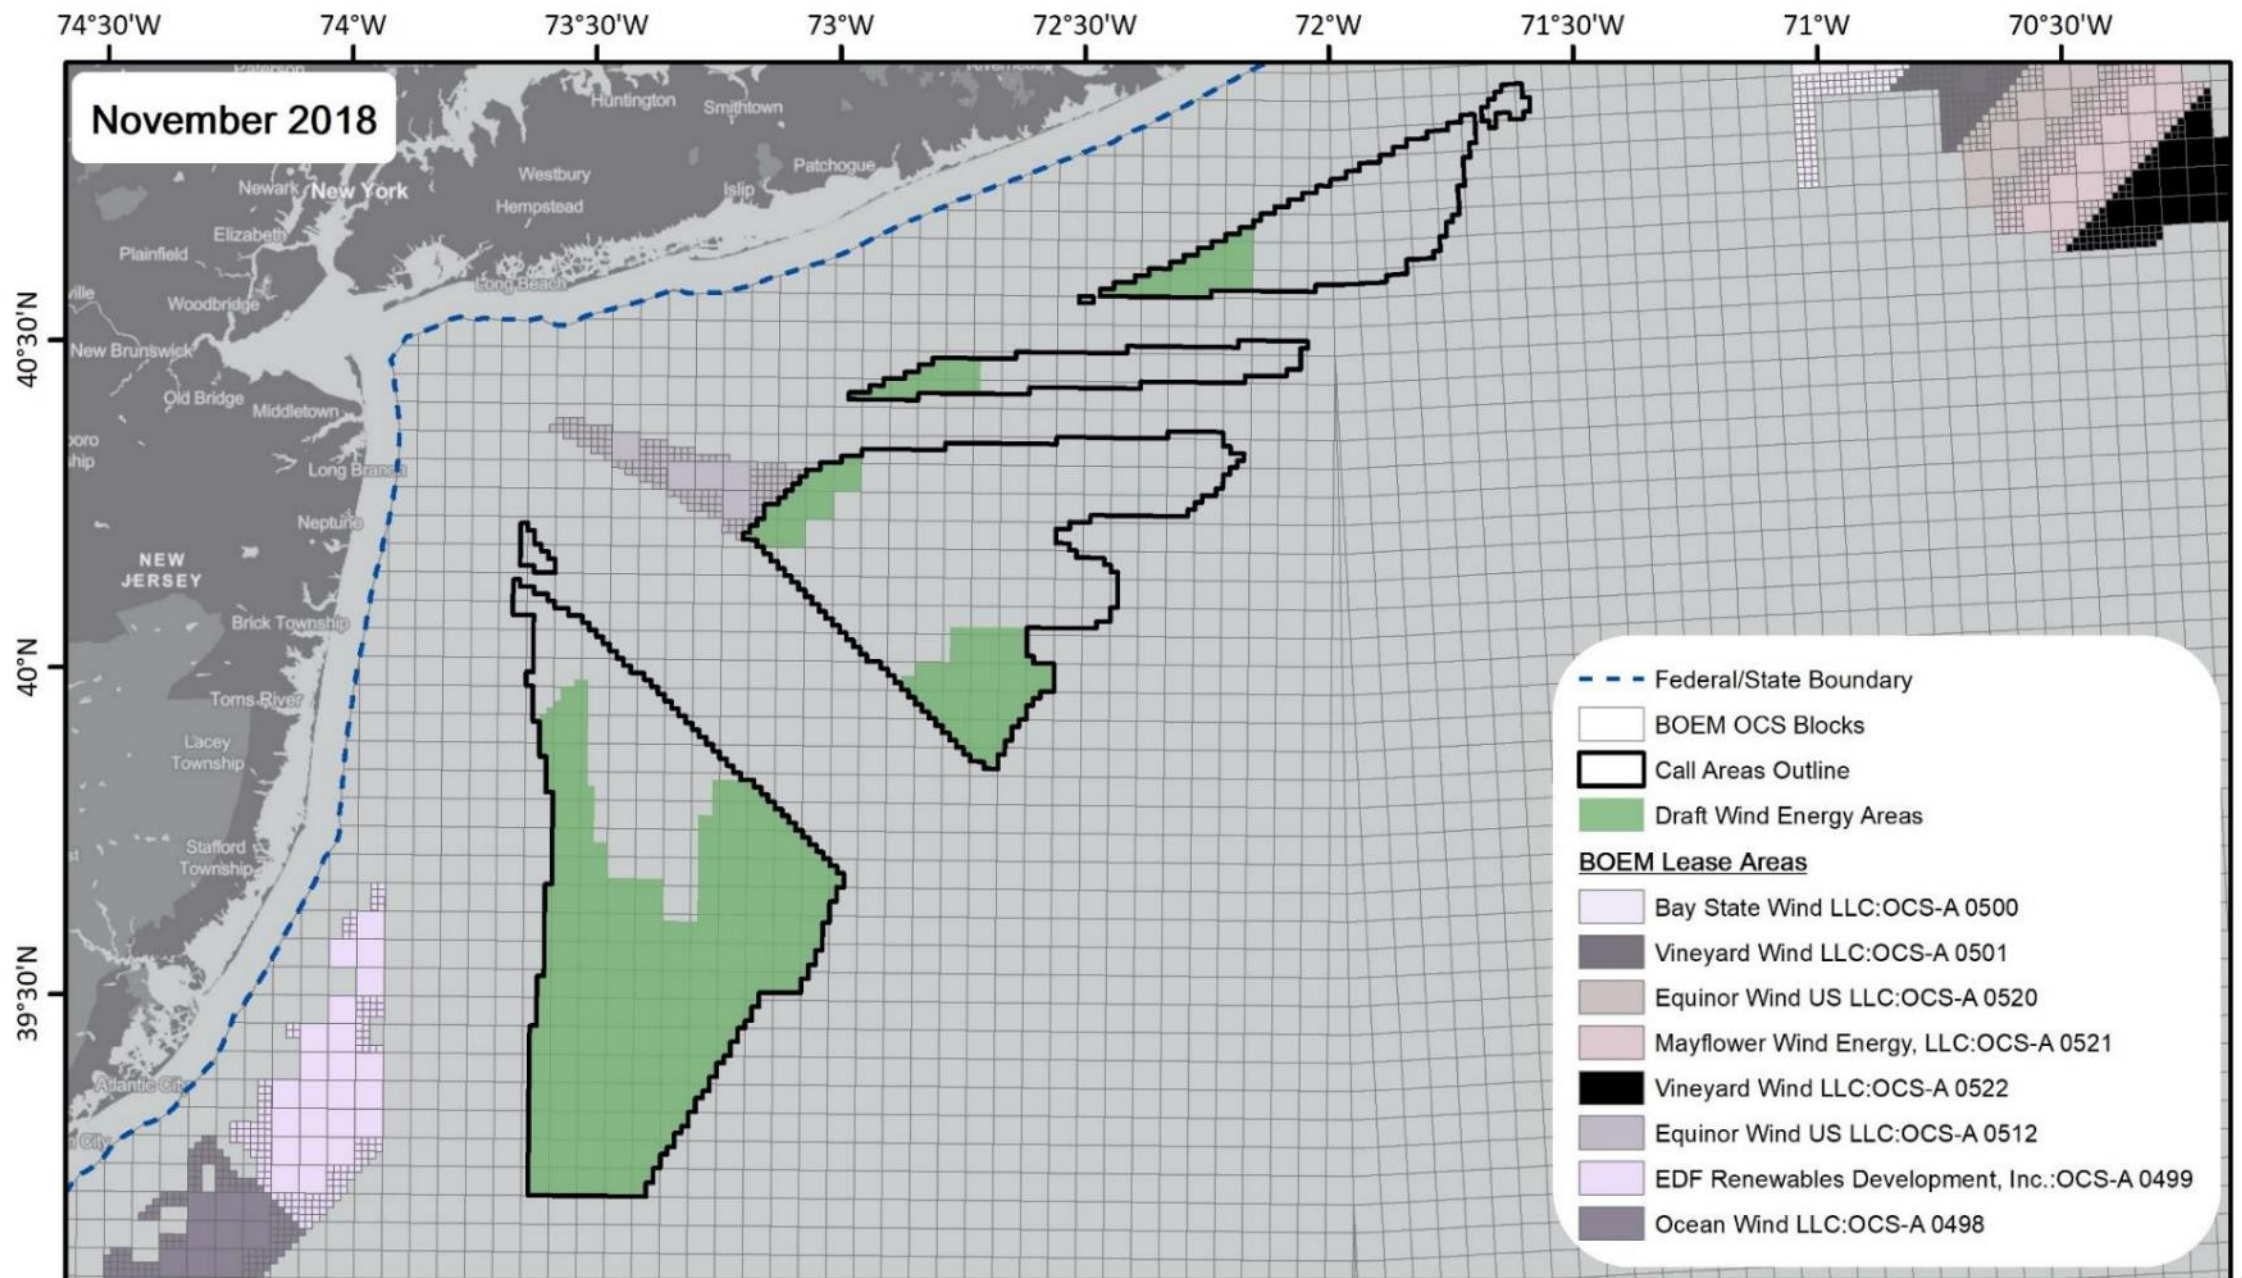 74°30'W 74°W 73°30'W 73°W 72°30'W 72°W 71°30'W 71°W 70°30'W
November 2018
Paterson
Huntington
Smithtown
Patchogue
Westbury
Newark
New York
Islip
Hempstead
Elizabeth
Plainfield
Long Beach
ville
Woodbridge
40°30'N
New Brunswick
Old Bridge
Middletown
boro
ship
Long Branch
Neptune
NEW
JERSEY
Brick Township
40°N
Toms River
Lacey
Township
Stafford
Township
39°30'N
Atlantic City
n City
Federal/State Boundary
BOEM OCS Blocks
Call Areas Outline
Draft Wind Energy Areas
BOEM Lease Areas
Bay State Wind LLC:OCS-A 0500
Vineyard Wind LLC:OCS-A 0501
Equinor Wind US LLC:OCS-A 0520
Mayflower Wind Energy, LLC:OCS-A 0521
Vineyard Wind LLC:OCS-A 0522
Equinor Wind US LLC:OCS-A 0512
EDF Renewables Development, Inc.:OCS-A 0499
Ocean Wind LLC:OCS-A 0498